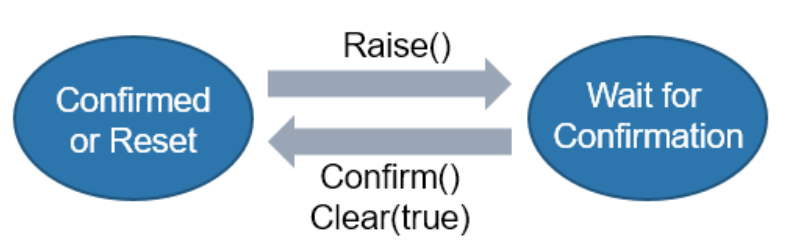 Raise()
Confirmed
or Reset
Wait for
Confirmation
Confirm()
Clear(true)